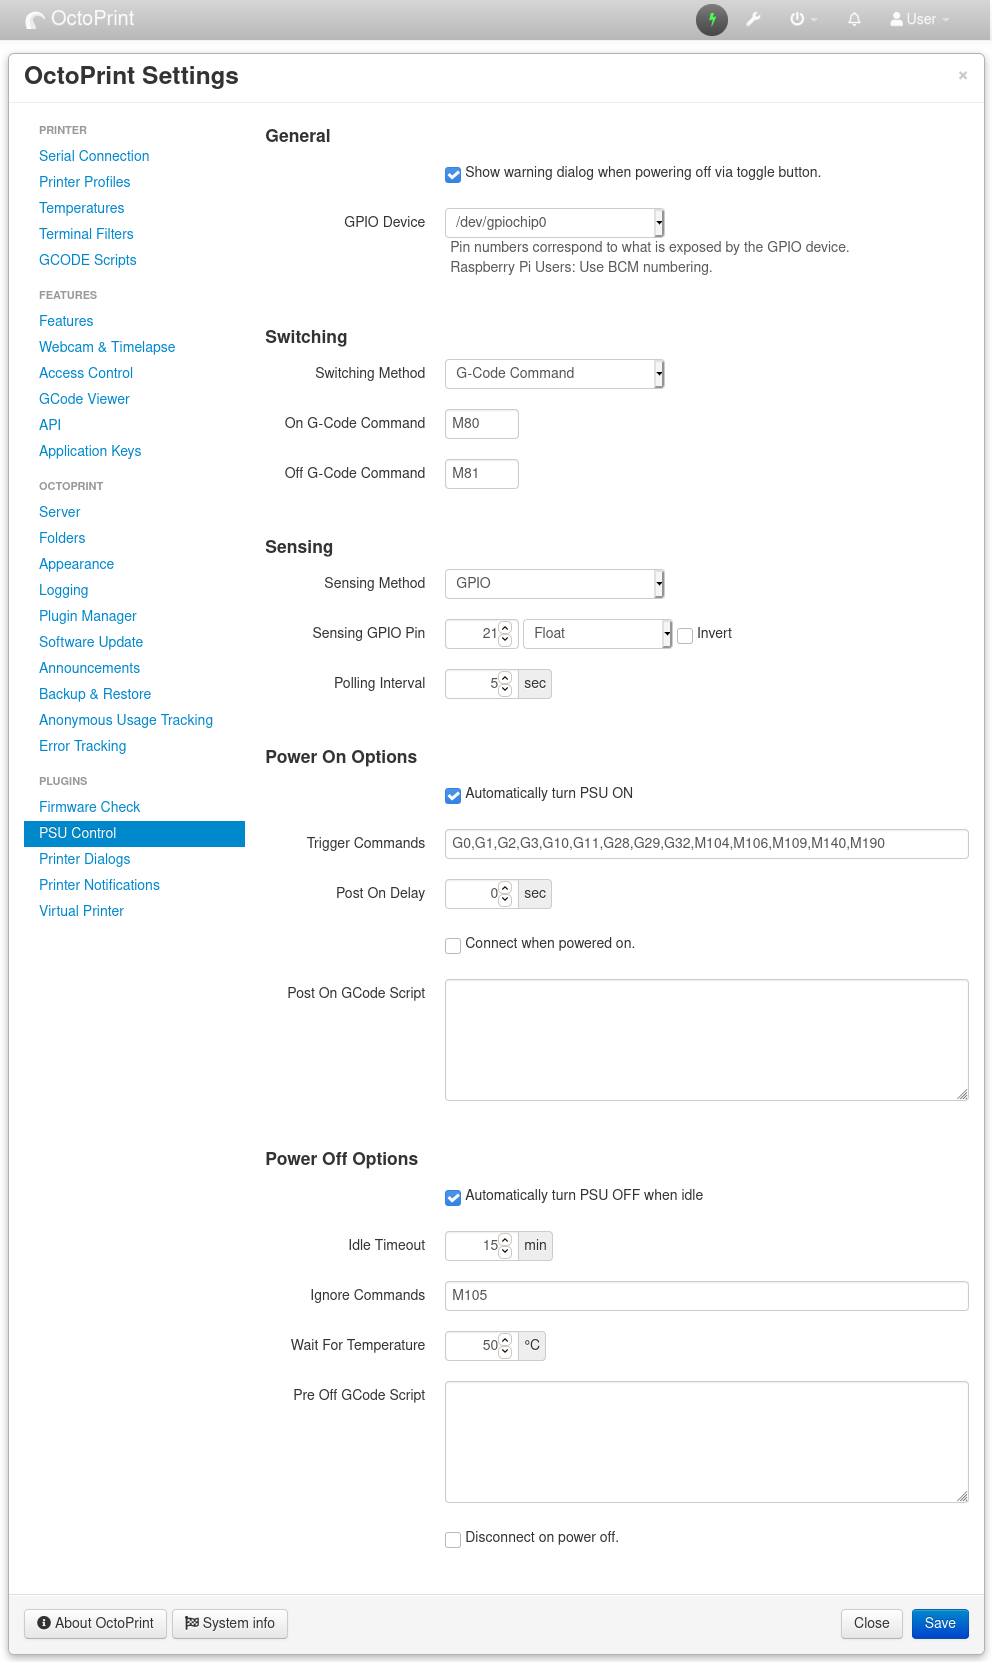 OctoPrint
User
OctoPrint Settings
×
PRINTER
Serial Connection
Printer Profiles
Temperatures
Terminal Filters
GCODE Scripts
FEATURES
Features
Webcam & Timelapse
Access Control
GCode Viewer
API
Application Keys
OCTOPRINT
Server
Folders
Appearance
Logging
Plugin Manager
Software Update
Announcements
Backup & Restore
Anonymous Usage Tracking
Error Tracking
PLUGINS
Firmware Check
PSU Control
Printer Dialogs
Printer Notifications
Virtual Printer
General
Show warning dialog when powering off via toggle button.
GPIO Device /dev/gpiochip0
Pin numbers correspond to what is exposed by the GPIO device.
Raspberry Pi Users: Use BCM numbering.
Switching
Switching Method G-Code Command
On G-Code Command M80
Off G-Code Command M81
Sensing
Sensing Method GPIO
Sensing GPIO Pin 21 Float Invert
Polling Interval 5 sec
Power On Options
Automatically turn PSU ON
Trigger Commands G0,G1,G2,G3,G10,G11,G28,G29,G32,M104,M106,M109,M140,M190
Post On Delay 0 sec
Connect when powered on.
Post On GCode Script
Power Off Options
Automatically turn PSU OFF when idle
Idle Timeout 15 min
Ignore Commands M105
Wait For Temperature 50 °C
Pre Off GCode Script
Disconnect on power off.
About OctoPrint System info Close Save